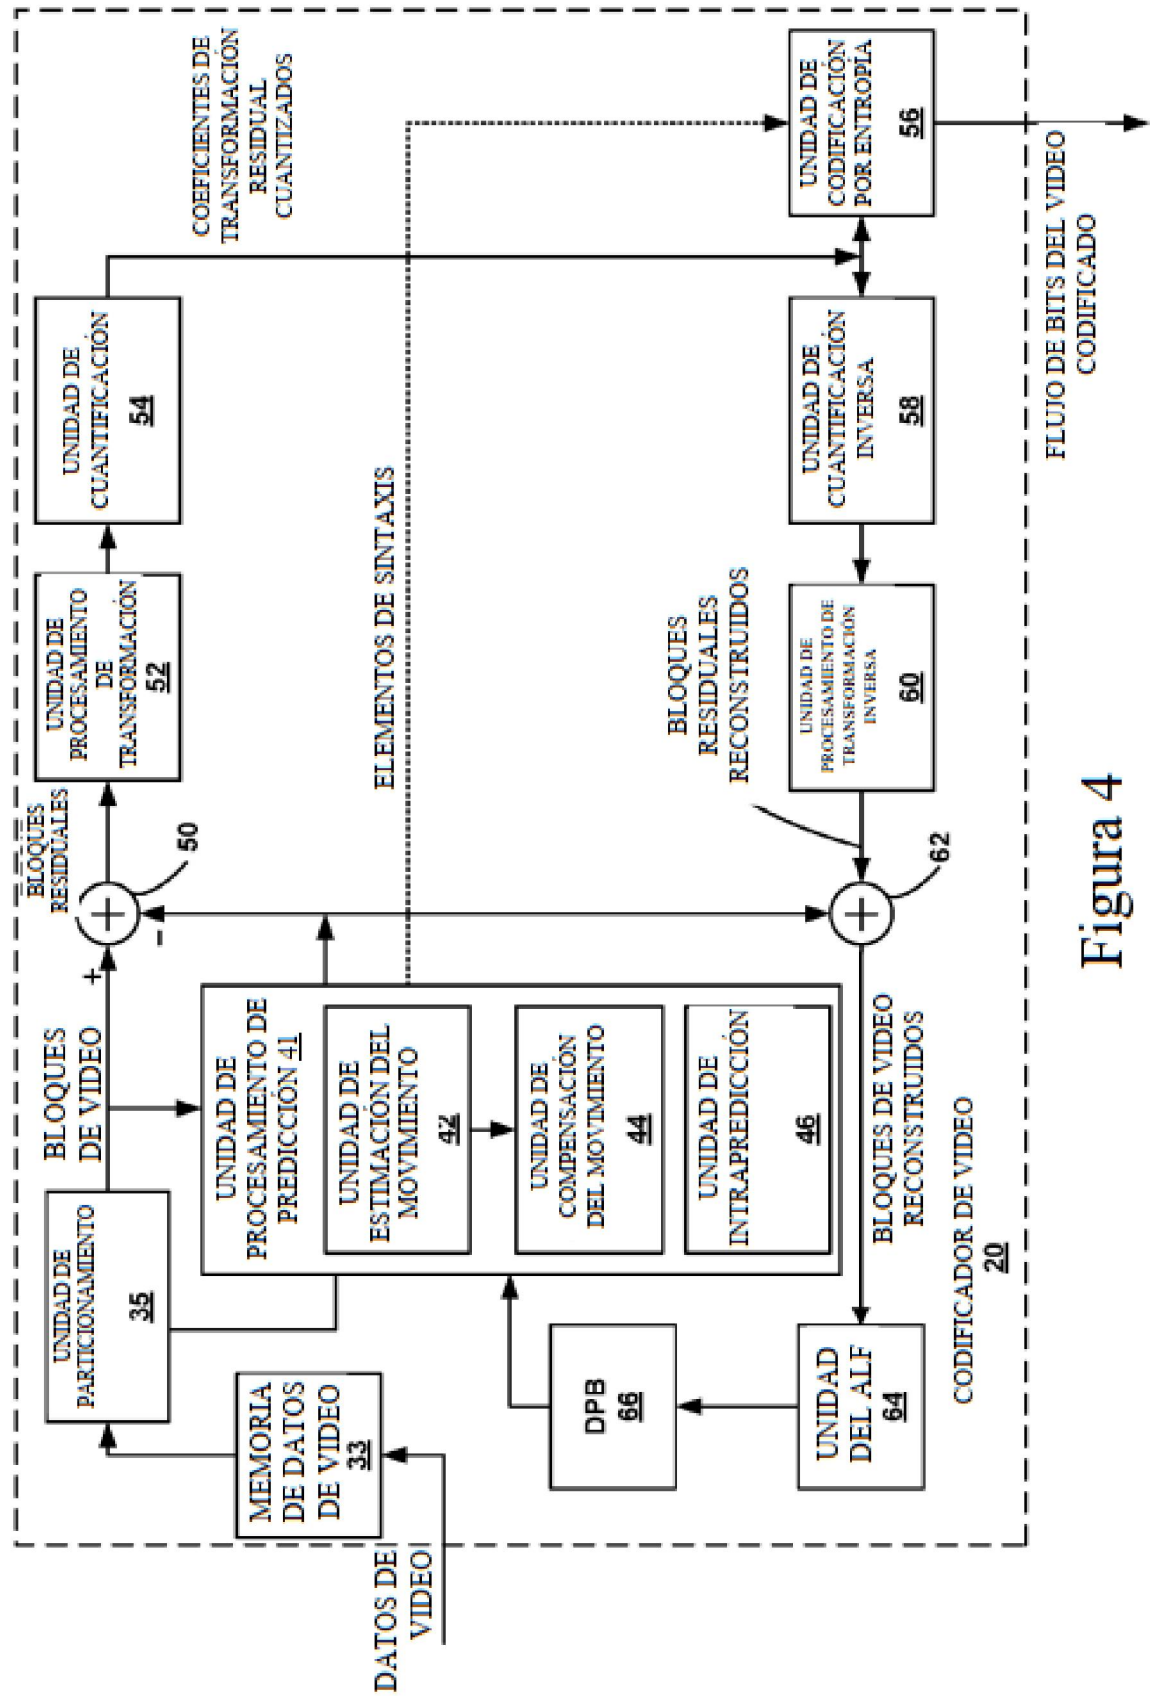 DATOS DE
VIDEO
MEMORIA
DE DATOS
DE VIDEO
33
UNIDAD DE
PARTICIONAMIENTO
35
BLOQUES
DE VIDEO
+
-
50
BLOQUES
RESIDUALES
UNIDAD DE
PROCESAMIENTO
DE
TRANSFORMACIÓN
52
UNIDAD DE
CUANTIFICACIÓN
54
COEFICIENTES DE
TRANSFORMACIÓN
RESIDUAL
CUANTIZADOS
UNIDAD DE
PROCESAMIENTO DE
PREDICCIÓN 41
UNIDAD DE
ESTIMACIÓN DEL
MOVIMIENTO
42
UNIDAD DE
COMPENSACIÓN
DEL MOVIMIENTO
44
UNIDAD DE
INTRAPREDICCIÓN
46
ELEMENTOS DE SINTAXIS
DPB
66
UNIDAD
DEL ALF
64
BLOQUES DE VIDEO
RECONSTRUIDOS
62
BLOQUES
RESIDUALES
RECONSTRUIDOS
UNIDAD DE
PROCESAMIENTO DE
TRANSFORMACIÓN
INVERSA
60
UNIDAD DE
CUANTIFICACIÓN
INVERSA
58
UNIDAD DE
CODIFICACIÓN
POR ENTROPÍA
56
CODIFICADOR DE VIDEO
20
FLUJO DE BITS DEL VIDEO
CODIFICADO
Figura 4